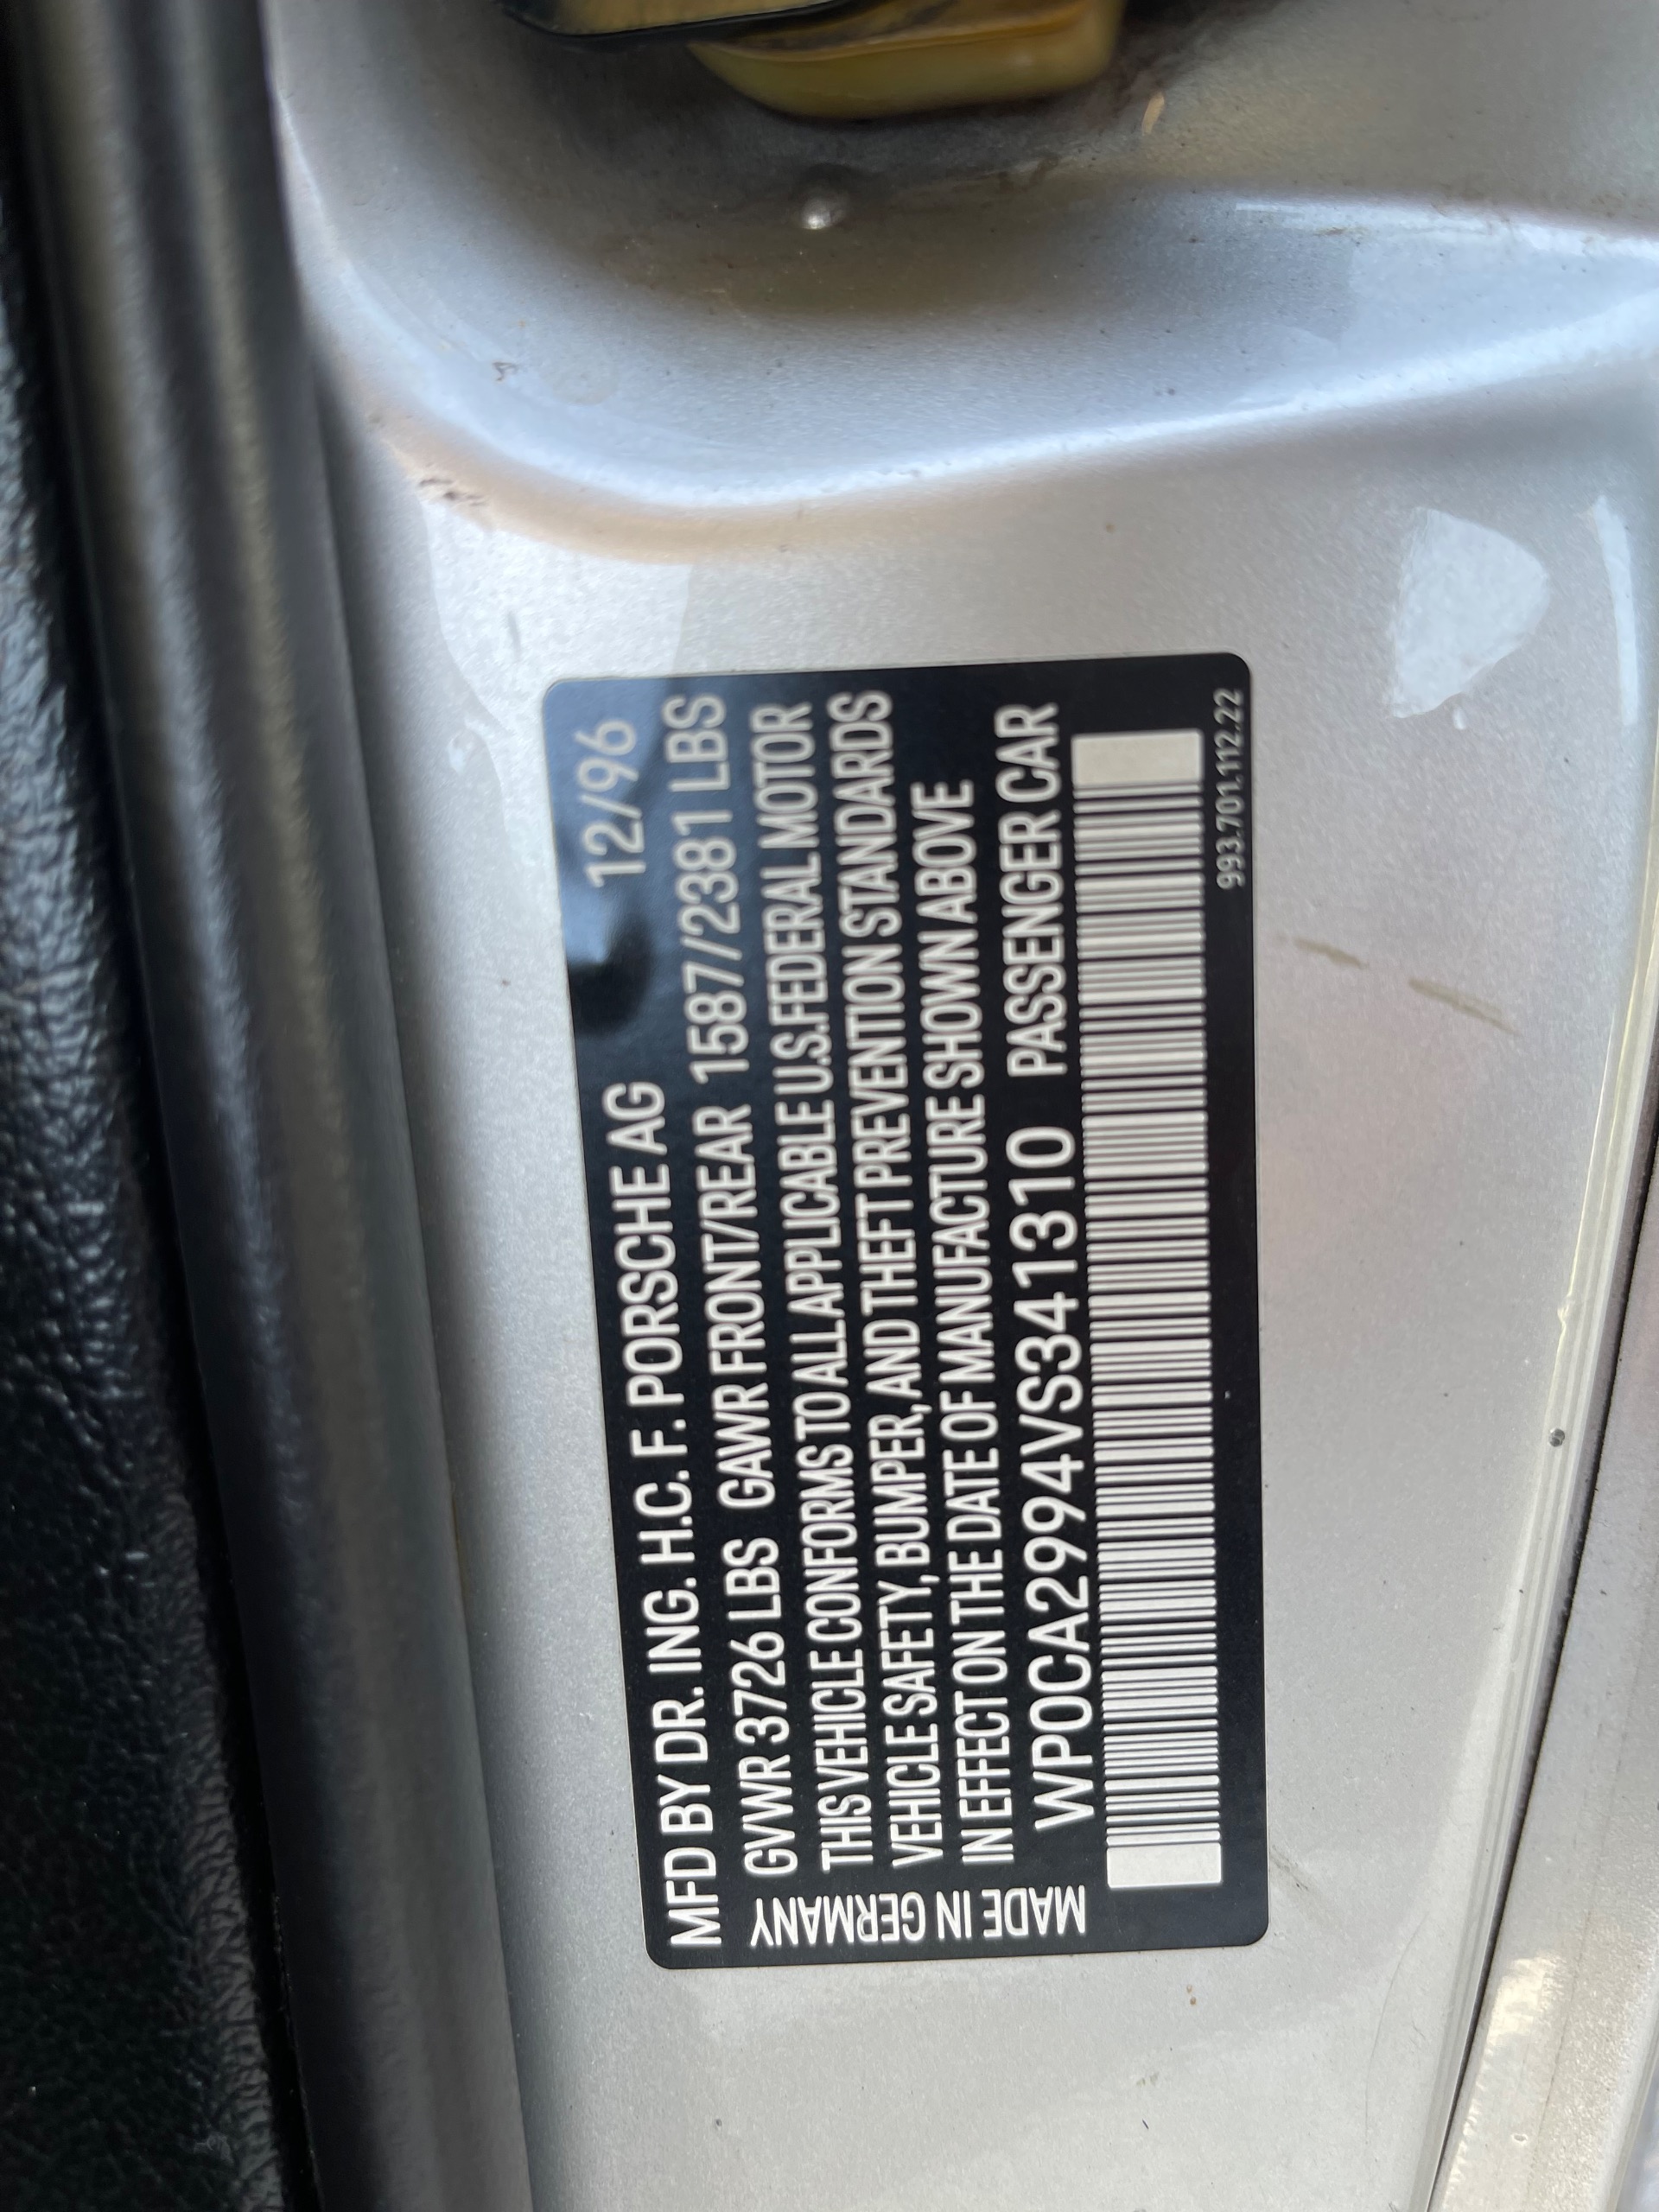 MFD BY DR. ING. H.C. F. PORSCHE AG 12/96
GVWR 3726 LBS GAWR FRONT/REAR 1587/2381 LBS
THIS VEHICLE CONFORMS TO ALL APPLICABLE U.S. FEDERAL MOTOR
VEHICLE SAFETY, BUMPER, AND THEFT PREVENTION STANDARDS
IN EFFECT ON THE DATE OF MANUFACTURE SHOWN ABOVE
WP0CA2994VS341310 PASSENGER CAR
993.701.112.22
MADE IN GERMANY